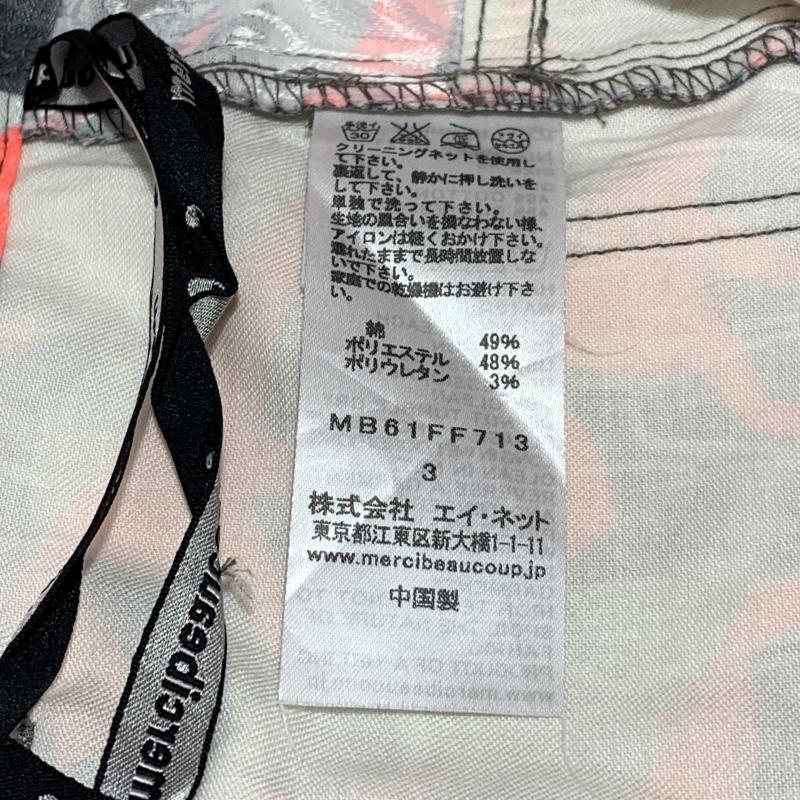 手洗イ
30
クリーニングネットを使用し
て下さい。
裏返して、静かに押し洗いを
して下さい。
単独で洗って下さい。
生地の風合いを損なわない様、
アイロンは軽くおかけ下さい。
濡れたままで長時間放置しな
いで下さい。
家庭での乾燥機はお避け下さ
い。
綿 49%
ポリエステル 48%
ポリウレタン 3%
MB61FF713
3
株式会社 エイ・ネット
東京都江東区新大橋1-1-11
www.mercibeaucoup.jp
中国製
mercibeau